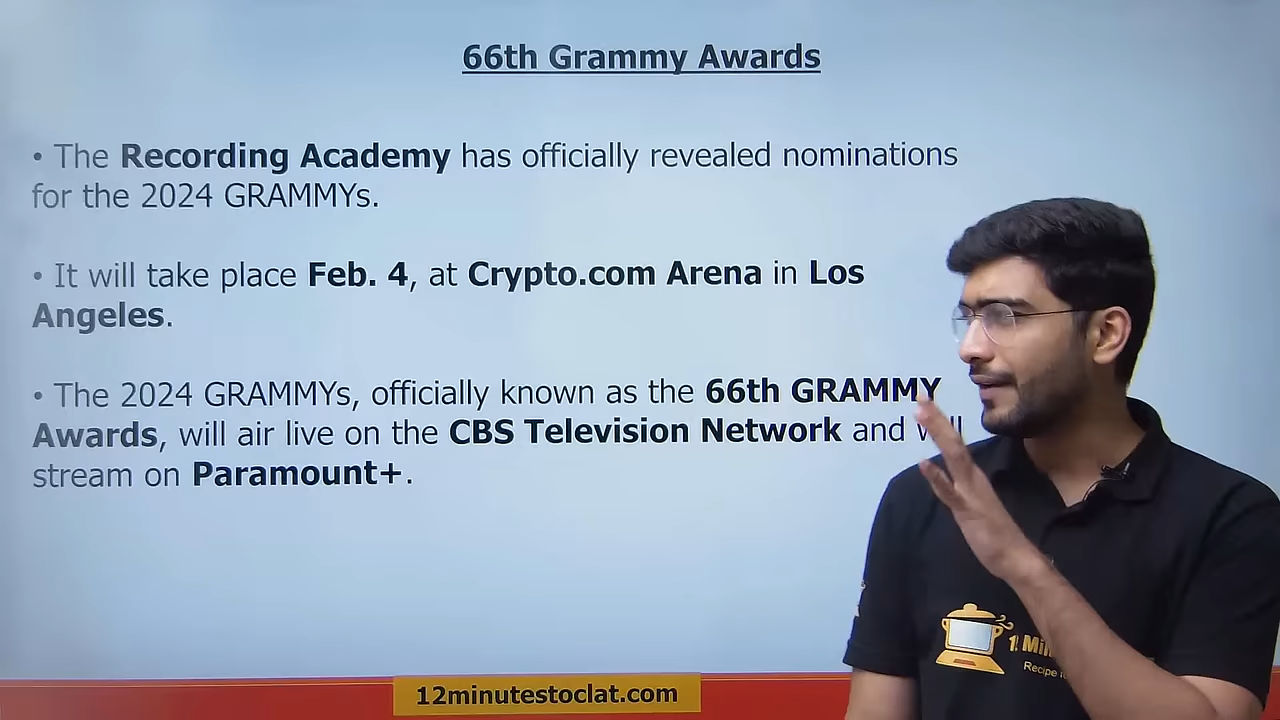 66th Grammy Awards
• The Recording Academy has officially revealed nominations
for the 2024 GRAMMYs.
• It will take place Feb. 4, at Crypto.com Arena in Los
Angeles.
• The 2024 GRAMMYs, officially known as the 66th GRAMMY
Awards, will air live on the CBS Television Network and will
stream on Paramount+.
12minutestoclat.com
Recipe